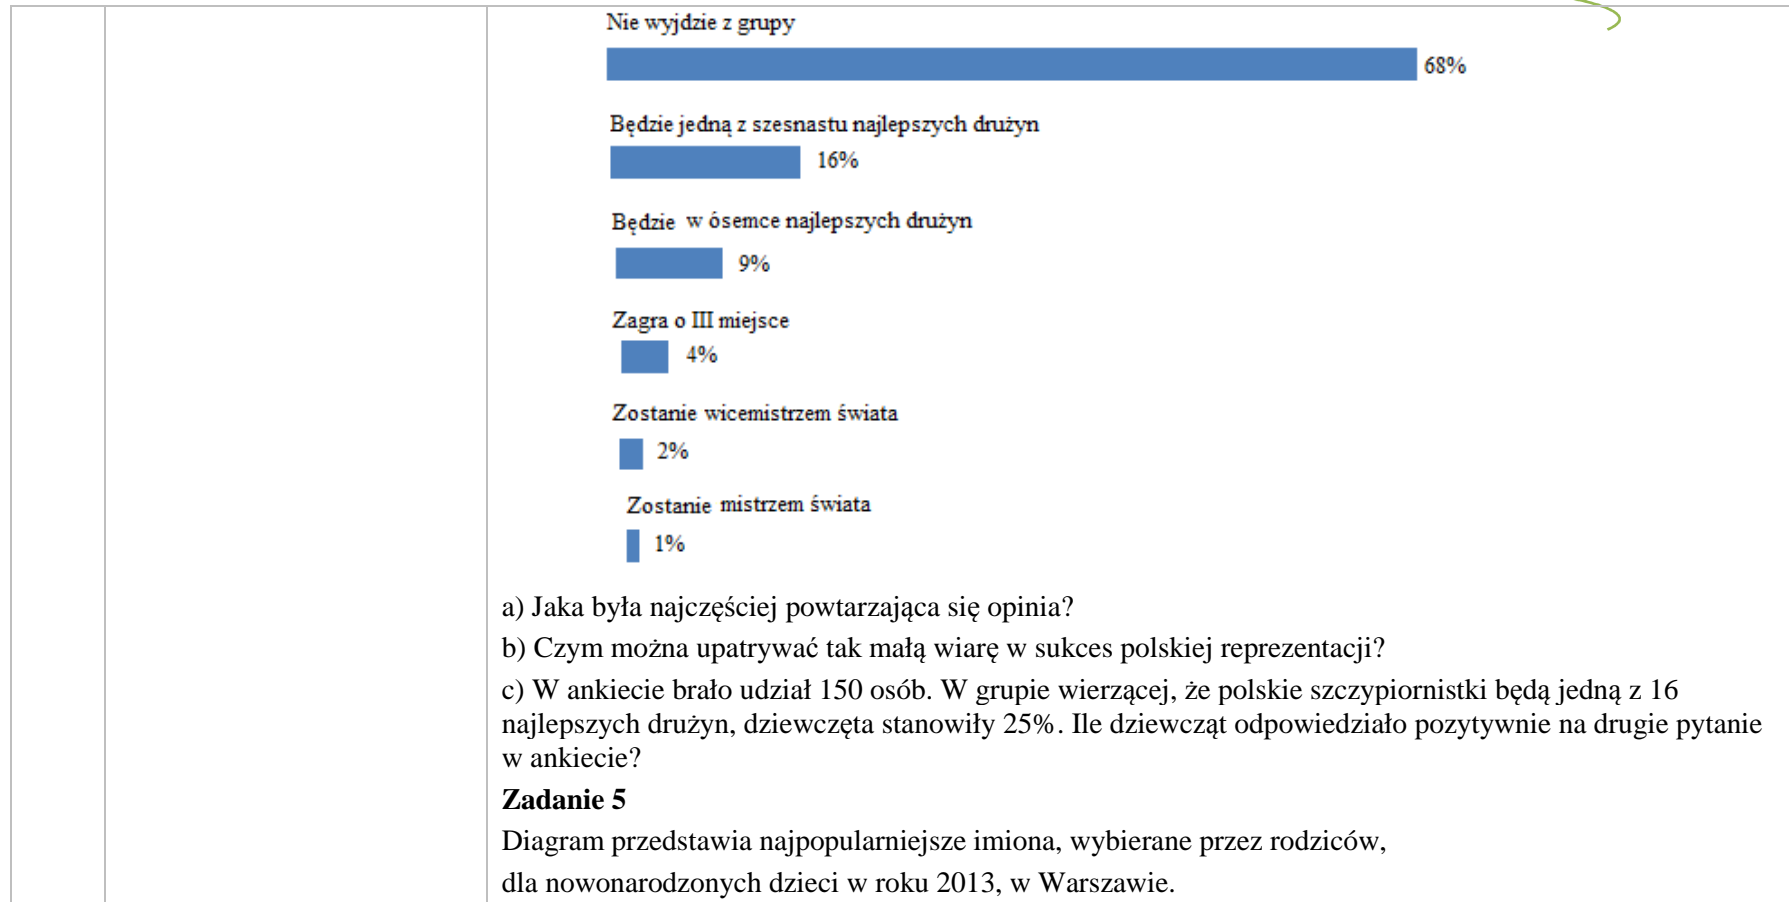 Nie wyjdzie z grupy
68%
Będzie jedną z szesnastu najlepszych drużyn
16%
Będzie w ósemce najlepszych drużyn
9%
Zagra o III miejsce
4%
Zostanie wicemistrzem świata
2%
Zostanie mistrzem świata
1%
a) Jaka była najczęściej powtarzająca się opinia?
b) Czym można upatrywać tak małą wiarę w sukces polskiej reprezentacji?
c) W ankiecie brało udział 150 osób. W grupie wierzącej, że polskie szczypiornistki będą jedną z 16
najlepszych drużyn, dziewczęta stanowiły 25%. Ile dziewcząt odpowiedziało pozytywnie na drugie pytanie
w ankiecie?
Zadanie 5
Diagram przedstawia najpopularniejsze imiona, wybierane przez rodziców,
dla nowonarodzonych dzieci w roku 2013, w Warszawie.